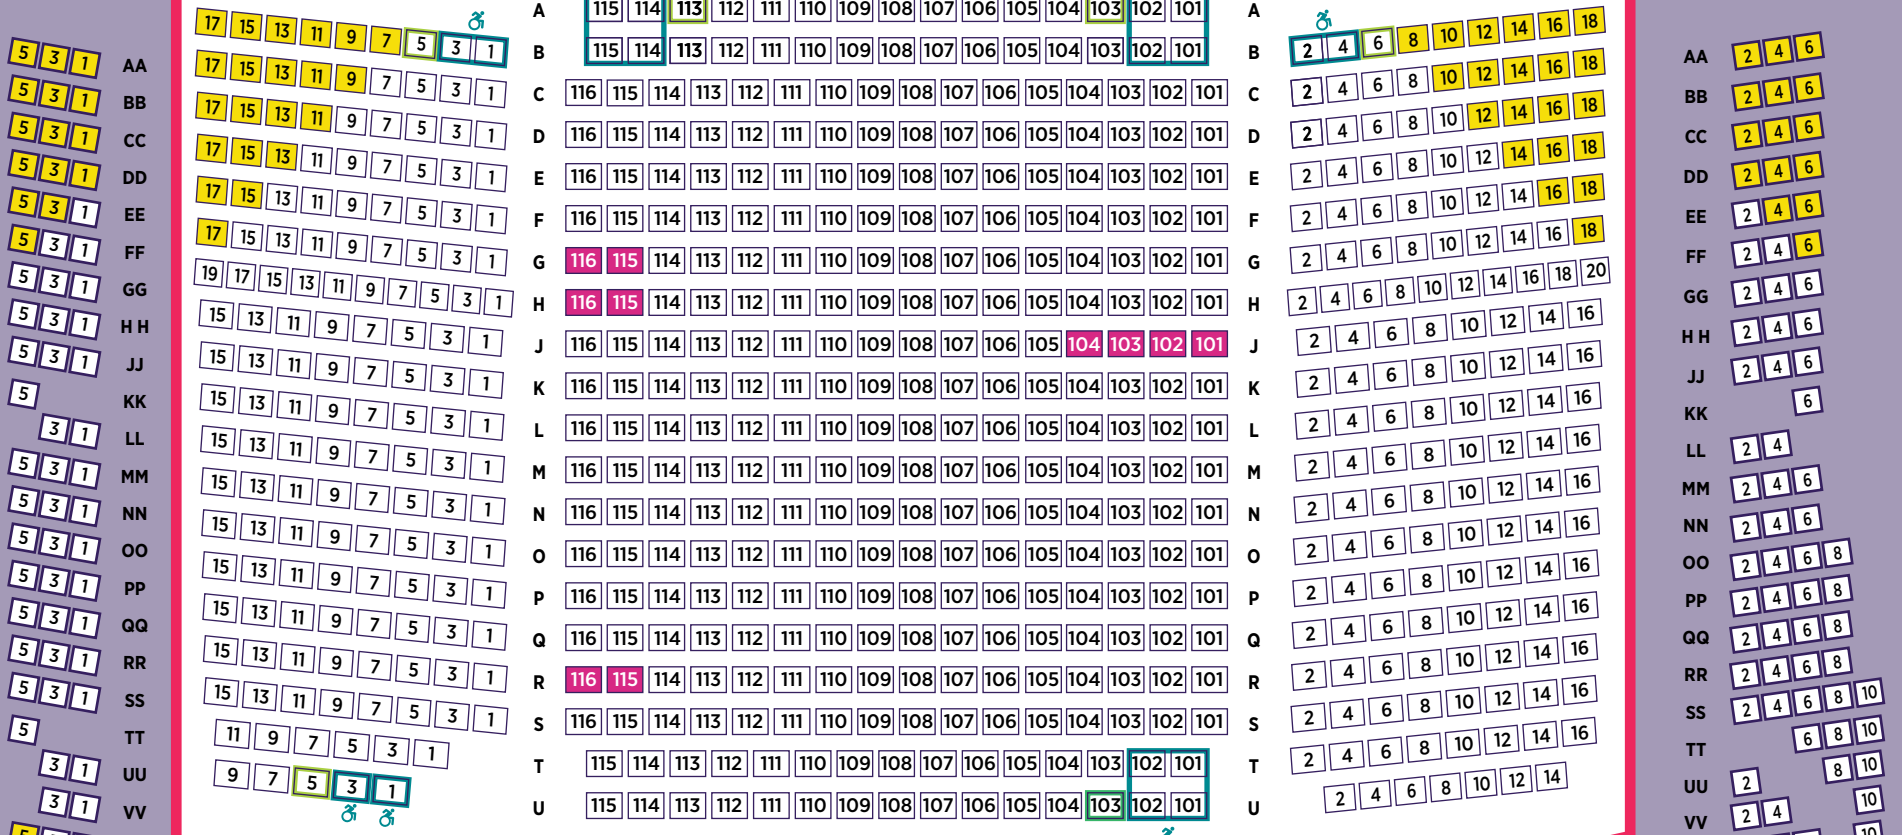 5 3 1 AA
5 3 1 BB
5 3 1 CC
5 3 1 DD
5 3 1 EE
5 3 1 FF
5 3 1 GG
5 3 1 H H
5 3 1 JJ
5 KK
3 1 LL
5 3 1 MM
5 3 1 NN
5 3 1 OO
5 3 1 PP
5 3 1 QQ
5 3 1 RR
5 3 1 SS
5 TT
3 1 UU
3 1 VV
A 115 114 113 112 111 110 109 108 107 106 105 104 103 102 101 A
17 15 13 11 9 7 5 3 1 B 115 114 113 112 111 110 109 108 107 106 105 104 103 102 101 B 2 4 6 8 10 12 14 16 18
17 15 13 11 9 7 5 3 1 C 116 115 114 113 112 111 110 109 108 107 106 105 104 103 102 101 C 2 4 6 8 10 12 14 16 18
17 15 13 11 9 7 5 3 1 D 116 115 114 113 112 111 110 109 108 107 106 105 104 103 102 101 D 2 4 6 8 10 12 14 16 18
17 15 13 11 9 7 5 3 1 E 116 115 114 113 112 111 110 109 108 107 106 105 104 103 102 101 E 2 4 6 8 10 12 14 16 18
17 15 13 11 9 7 5 3 1 F 116 115 114 113 112 111 110 109 108 107 106 105 104 103 102 101 F 2 4 6 8 10 12 14 16 18
17 15 13 11 9 7 5 3 1 G 116 115 114 113 112 111 110 109 108 107 106 105 104 103 102 101 G 2 4 6 8 10 12 14 16 18
19 17 15 13 11 9 7 5 3 1 H 116 115 114 113 112 111 110 109 108 107 106 105 104 103 102 101 H 2 4 6 8 10 12 14 16 18 20
15 13 11 9 7 5 3 1 J 116 115 114 113 112 111 110 109 108 107 106 105 104 103 102 101 J 2 4 6 8 10 12 14 16
15 13 11 9 7 5 3 1 K 116 115 114 113 112 111 110 109 108 107 106 105 104 103 102 101 K 2 4 6 8 10 12 14 16
15 13 11 9 7 5 3 1 L 116 115 114 113 112 111 110 109 108 107 106 105 104 103 102 101 L 2 4 6 8 10 12 14 16
15 13 11 9 7 5 3 1 M 116 115 114 113 112 111 110 109 108 107 106 105 104 103 102 101 M 2 4 6 8 10 12 14 16
15 13 11 9 7 5 3 1 N 116 115 114 113 112 111 110 109 108 107 106 105 104 103 102 101 N 2 4 6 8 10 12 14 16
15 13 11 9 7 5 3 1 O 116 115 114 113 112 111 110 109 108 107 106 105 104 103 102 101 O 2 4 6 8 10 12 14 16
15 13 11 9 7 5 3 1 P 116 115 114 113 112 111 110 109 108 107 106 105 104 103 102 101 P 2 4 6 8 10 12 14 16
15 13 11 9 7 5 3 1 Q 116 115 114 113 112 111 110 109 108 107 106 105 104 103 102 101 Q 2 4 6 8 10 12 14 16
15 13 11 9 7 5 3 1 R 116 115 114 113 112 111 110 109 108 107 106 105 104 103 102 101 R 2 4 6 8 10 12 14 16
15 13 11 9 7 5 3 1 S 116 115 114 113 112 111 110 109 108 107 106 105 104 103 102 101 S 2 4 6 8 10 12 14 16
11 9 7 5 3 1 T 115 114 113 112 111 110 109 108 107 106 105 104 103 102 101 T 2 4 6 8 10 12 14 16
9 7 5 3 1 U 115 114 113 112 111 110 109 108 107 106 105 104 103 102 101 U 2 4 6 8 10 12 14
AA 2 4 6
BB 2 4 6
CC 2 4 6
DD 2 4 6
EE 2 4 6
FF 2 4 6
GG 2 4 6
H H 2 4 6
JJ 2 4 6
KK 6
LL 2 4
MM 2 4 6
NN 2 4 6
OO 2 4 6 8
PP 2 4 6 8
QQ 2 4 6 8
RR 2 4 6 8
SS 2 4 6 8 10
TT 6 8 10
UU 2 8 10
VV 2 4 10
10